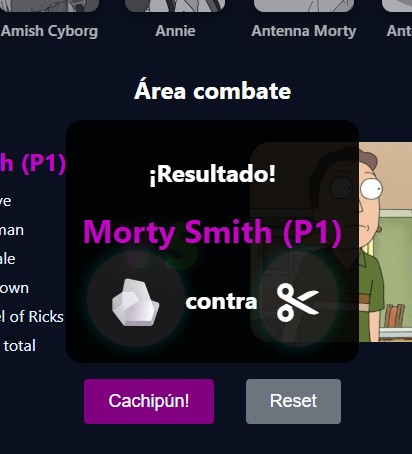 Amish Cyborg
Annie
Antenna Morty
Ant
Área combate
h (P1)
¡Resultado!
ve
Morty Smith (P1)
man
ale
own
contra
el of Ricks
total
Cachipún!
Reset